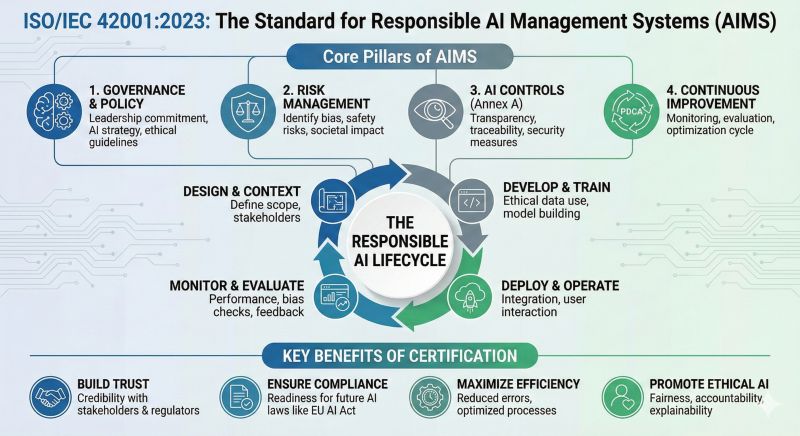 ISO/IEC 42001:2023: The Standard for Responsible AI Management Systems (AIMS)
Core Pillars of AIMS
1. GOVERNANCE
& POLICY
Leadership commitment,
AI strategy, ethical
guidelines
2. RISK
MANAGEMENT
Identify bias, safety
risks, societal impact
3. AI CONTROLS
(Annex A)
Transparency,
traceability, security
measures
PDCA
4. CONTINUOUS
IMPROVEMENT
Monitoring, evaluation,
optimization cycle
DESIGN & CONTEXT
Define scope,
stakeholders
DEVELOP & TRAIN
Ethical data use,
model building
THE
RESPONSIBLE
AI LIFECYCLE
MONITOR & EVALUATE
Performance, bias
checks, feedback
DEPLOY & OPERATE
Integration, user
interaction
KEY BENEFITS OF CERTIFICATION
BUILD TRUST
Credibility with
stakeholders & regulators
ENSURE COMPLIANCE
Readiness for future AI
laws like EU AI Act
MAXIMIZE EFFICIENCY
Reduced errors,
optimized processes
PROMOTE ETHICAL AI
Fairness, accountability,
explainability